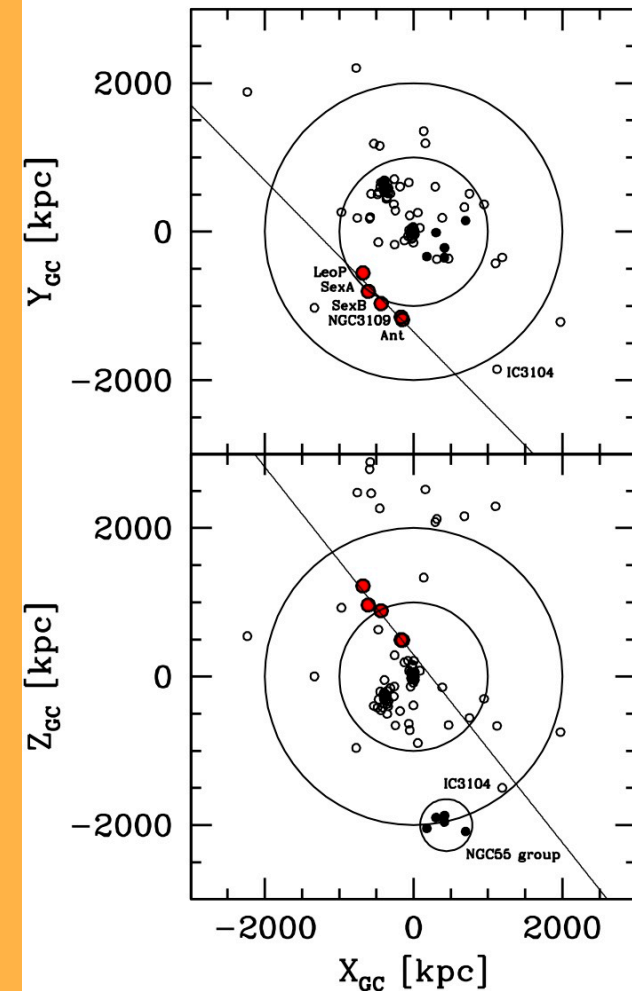 2000
0
−2000
Y_GC [kpc]
LeoP
SexA
SexB
NGC3109
Ant
IC3104
2000
0
−2000
Z_GC [kpc]
IC3104
NGC55 group
−2000 0 2000
X_GC [kpc]